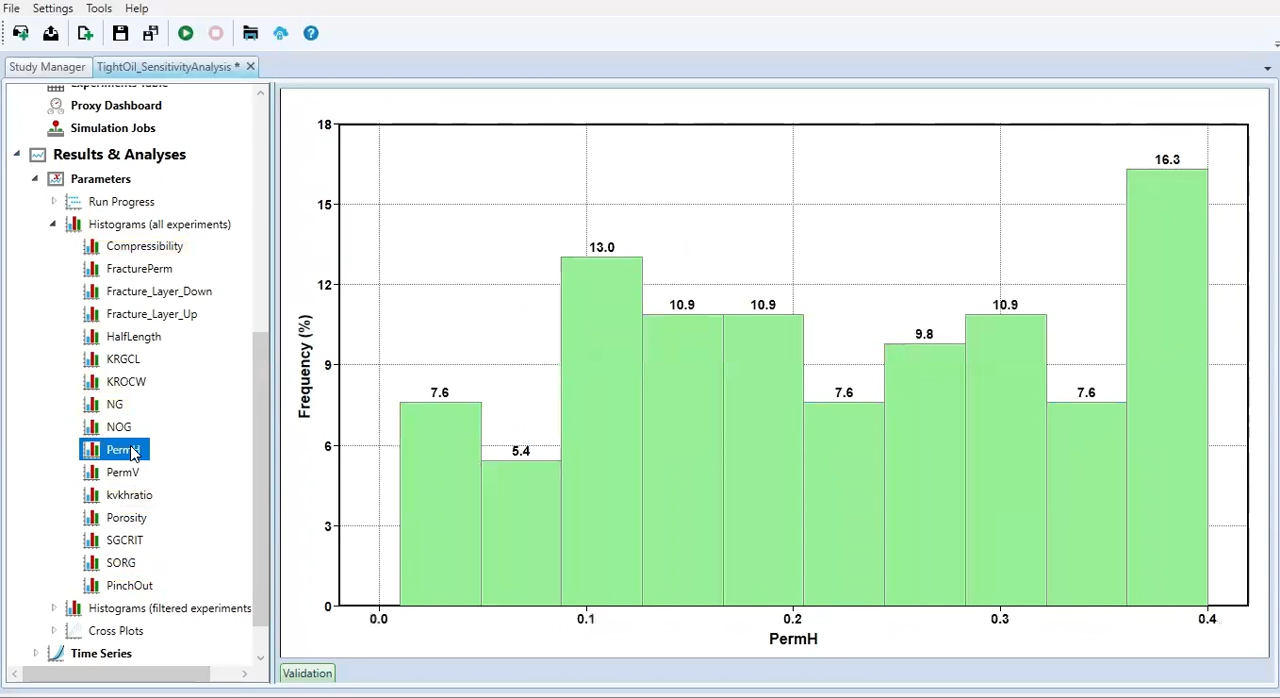 File Settings Tools Help
Study Manager TightOil_SensitivityAnalysis *
Experiments Table
Proxy Dashboard
Simulation Jobs
Results & Analyses
Parameters
Run Progress
Histograms (all experiments)
Compressibility
FracturePerm
Fracture_Layer_Down
Fracture_Layer_Up
HalfLength
KRGCL
KROCW
NG
NOG
PermH
PermV
kvkhratio
Porosity
SGCRIT
SORG
PinchOut
Histograms (filtered experiments
Cross Plots
Time Series
Frequency (%)
18
15
12
9
6
3
0
7.6
5.4
13.0
10.9
10.9
7.6
9.8
10.9
7.6
16.3
0.0 0.1 0.2 0.3 0.4
PermH
Validation